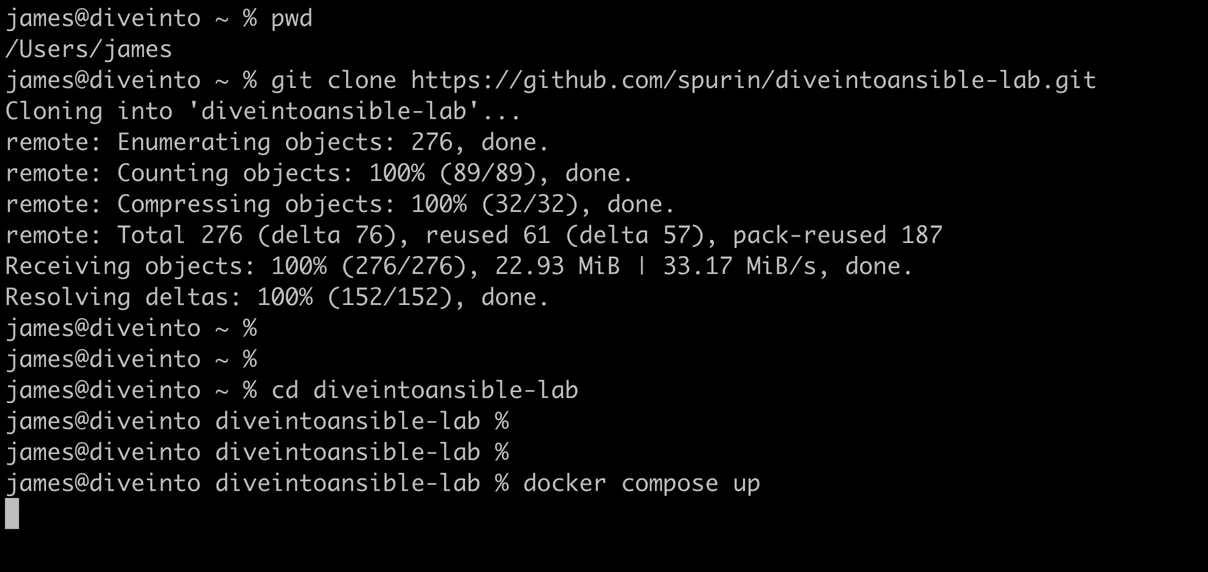 james@diveinto ~ % pwd
/Users/james
james@diveinto ~ % git clone https://github.com/spurin/diveintoansible-lab.git
Cloning into 'diveintoansible-lab'...
remote: Enumerating objects: 276, done.
remote: Counting objects: 100% (89/89), done.
remote: Compressing objects: 100% (32/32), done.
remote: Total 276 (delta 76), reused 61 (delta 57), pack-reused 187
Receiving objects: 100% (276/276), 22.93 MiB | 33.17 MiB/s, done.
Resolving deltas: 100% (152/152), done.
james@diveinto ~ %
james@diveinto ~ %
james@diveinto ~ % cd diveintoansible-lab
james@diveinto diveintoansible-lab %
james@diveinto diveintoansible-lab %
james@diveinto diveintoansible-lab % docker compose up